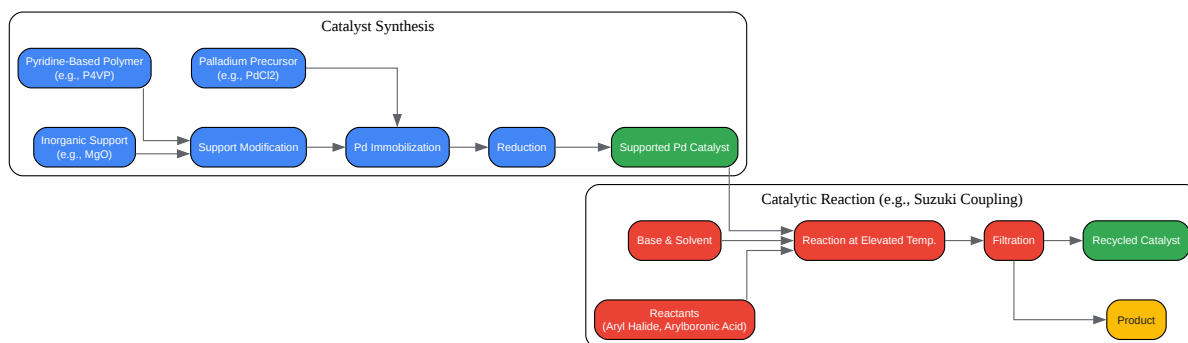 Catalyst Synthesis
Pyridine-Based Polymer
(e.g., P4VP)
Palladium Precursor
(e.g., PdCl2)
Inorganic Support
(e.g., MgO)
Support Modification
Pd Immobilization
Reduction
Supported Pd Catalyst
Catalytic Reaction (e.g., Suzuki Coupling)
Base & Solvent
Reaction at Elevated Temp.
Filtration
Recycled Catalyst
Reactants
(Aryl Halide, Arylboronic Acid)
Product